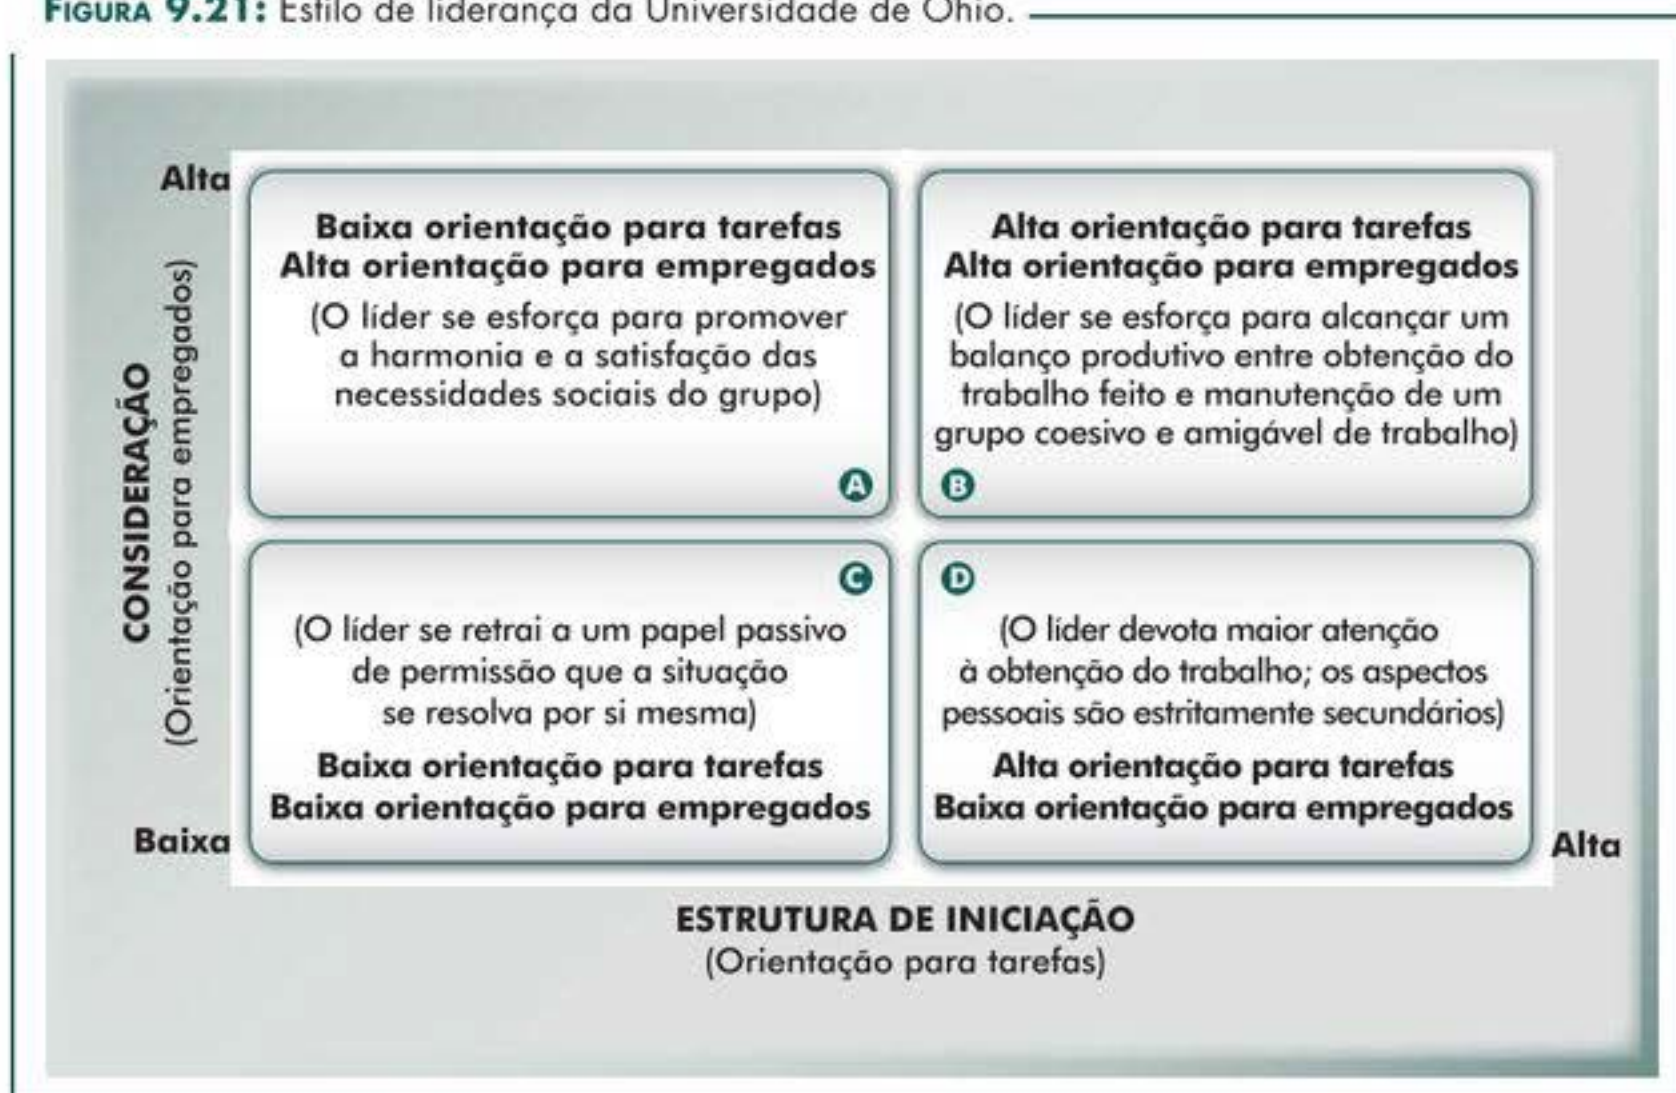 FIGURA 9.21: Estilo de liderança da Universidade de Ohio.
Alta
CONSIDERAÇÃO
(Orientação para empregados)
Baixa
Baixa orientação para tarefas
Alta orientação para empregados
(O líder se esforça para promover
a harmonia e a satisfação das
necessidades sociais do grupo)
A
Alta orientação para tarefas
Alta orientação para empregados
(O líder se esforça para alcançar um
balanço produtivo entre obtenção do
trabalho feito e manutenção de um
grupo coesivo e amigável de trabalho)
B
C
(O líder se retrai a um papel passivo
de permissão que a situação
se resolva por si mesma)
Baixa orientação para tarefas
Baixa orientação para empregados
D
(O líder devota maior atenção
à obtenção do trabalho; os aspectos
pessoais são estritamente secundários)
Alta orientação para tarefas
Baixa orientação para empregados
Alta
ESTRUTURA DE INICIAÇÃO
(Orientação para tarefas)